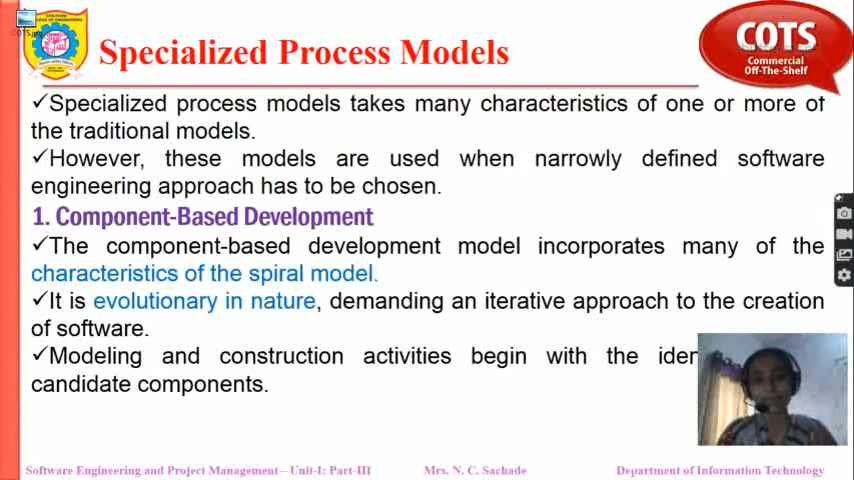 Specialized Process Models
COTS
Commercial
Off-The-Shelf
✓Specialized process models takes many characteristics of one or more of
the traditional models.
✓However, these models are used when narrowly defined software
engineering approach has to be chosen.
1. Component-Based Development
✓The component-based development model incorporates many of the
characteristics of the spiral model.
✓It is evolutionary in nature, demanding an iterative approach to the creation
of software.
✓Modeling and construction activities begin with the
candidate components.
Software Engineering and Project Management – Unit-I: Part-III Mrs. N. C. Sachade Department of Information Technology